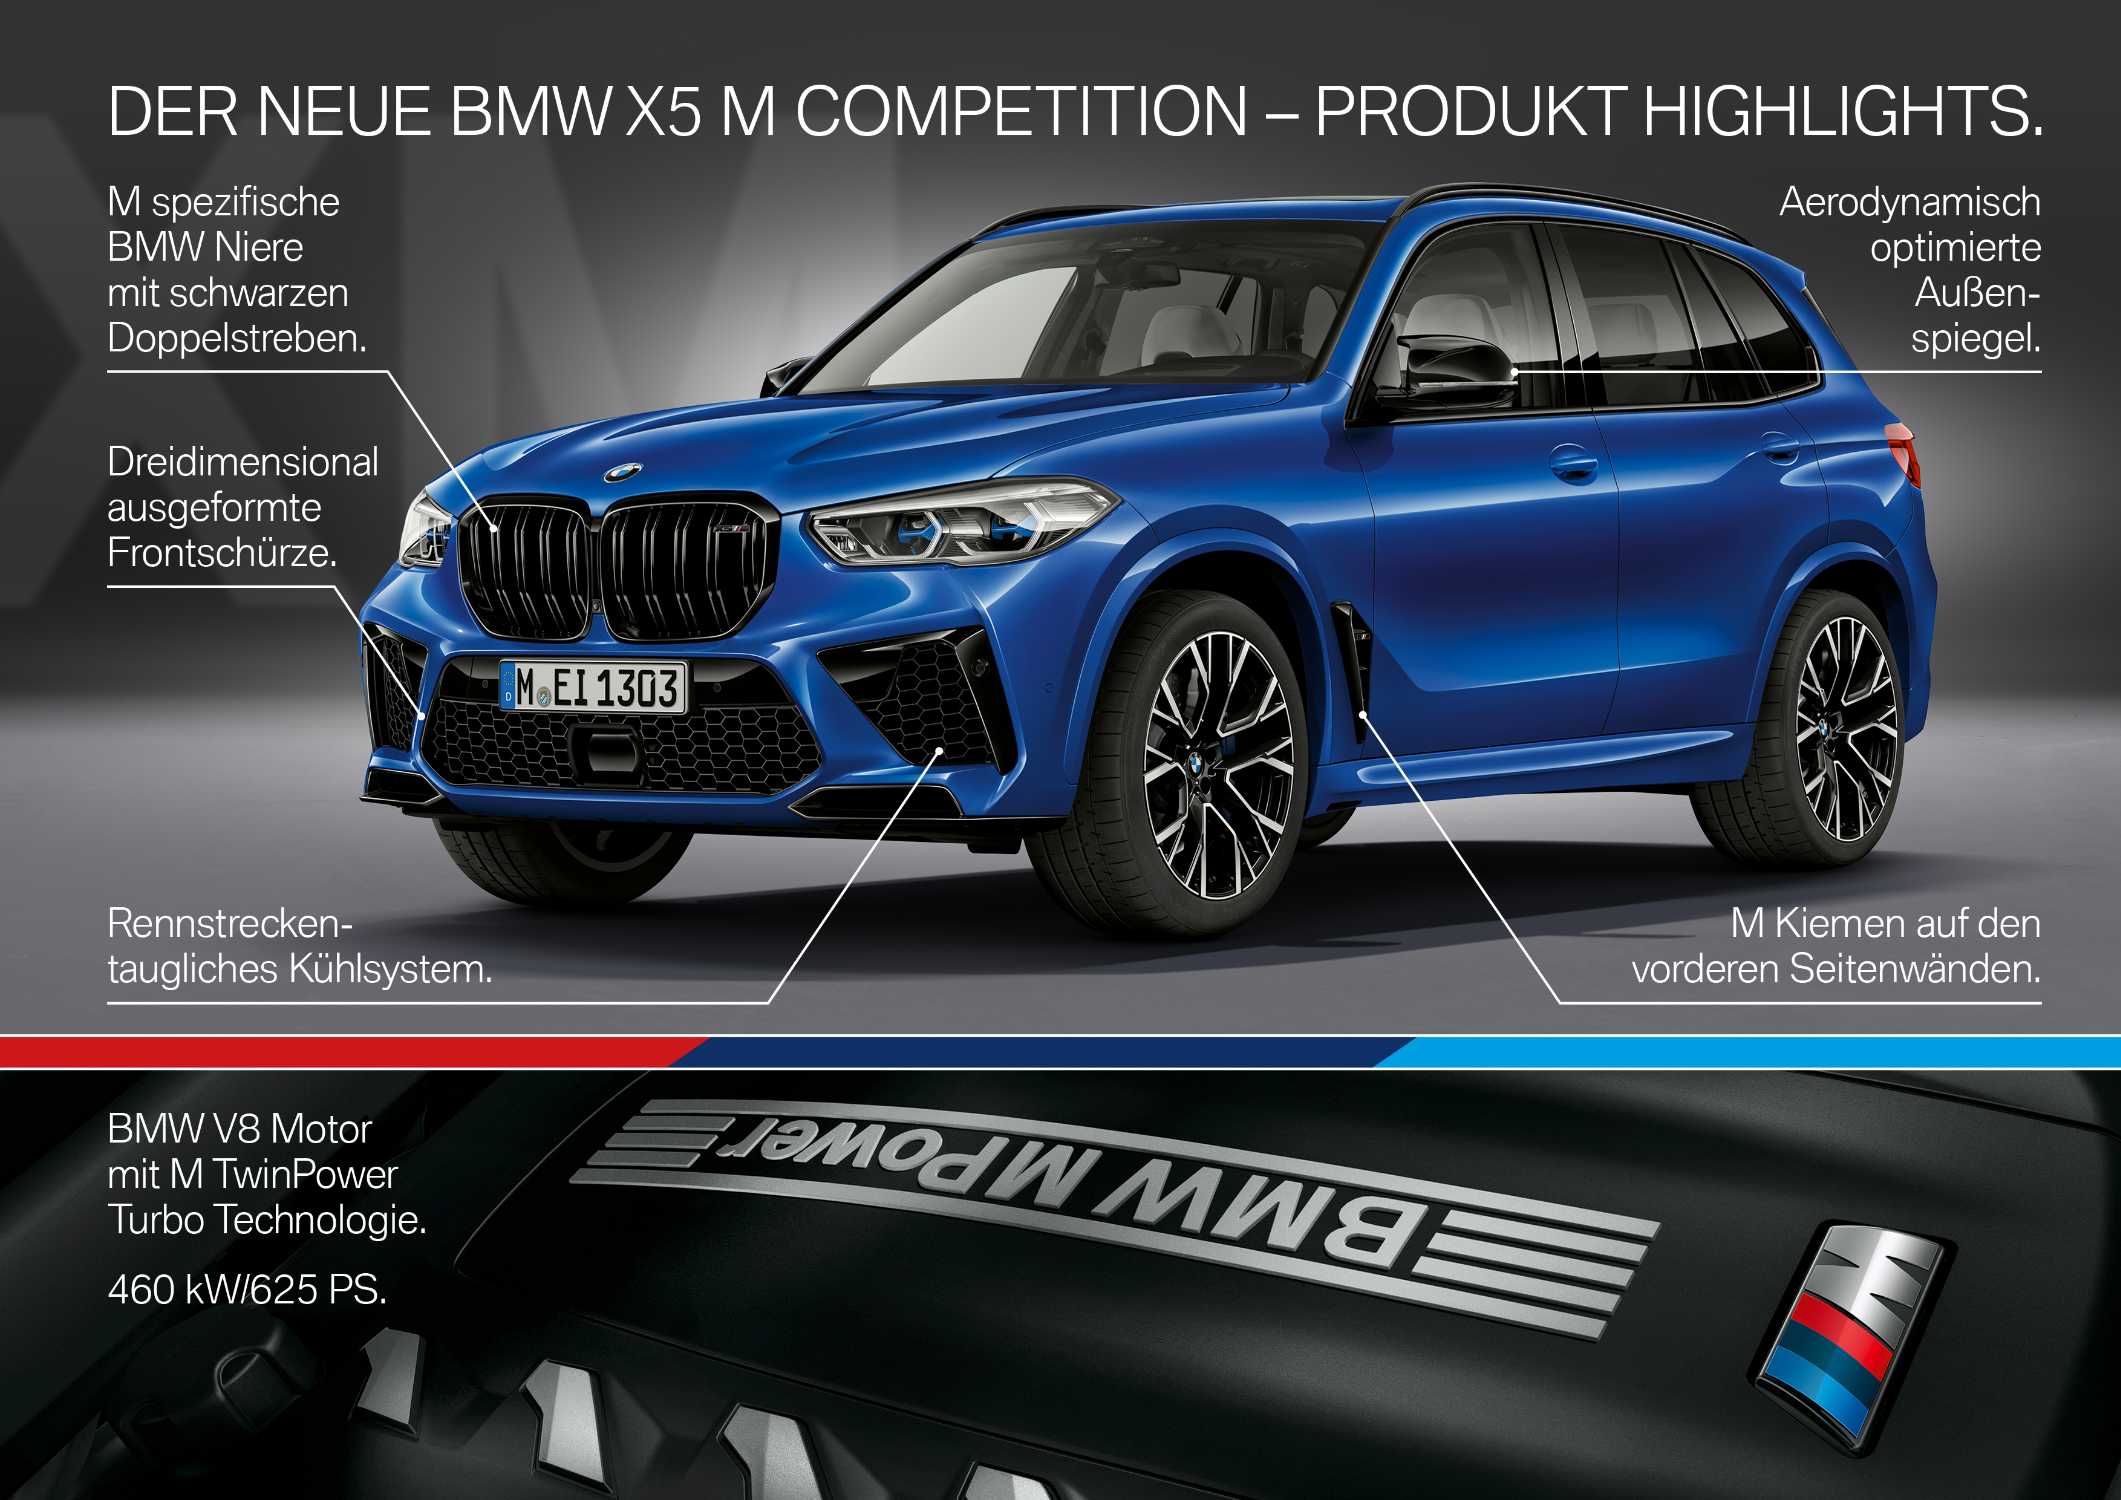 DER NEUE BMW X5 M COMPETITION – PRODUKT HIGHLIGHTS.
M spezifische
BMW Niere
mit schwarzen
Doppelstreben.
Aerodynamisch
optimierte
Außen-
spiegel.
Dreidimensional
ausgeformte
Frontschürze.
M EI 1303
D
Rennstrecken-
taugliches Kühlsystem.
M Kiemen auf den
vorderen Seitenwänden.
BMW V8 Motor
mit M TwinPower
Turbo Technologie.
460 kW/625 PS.
BMW M Power
M